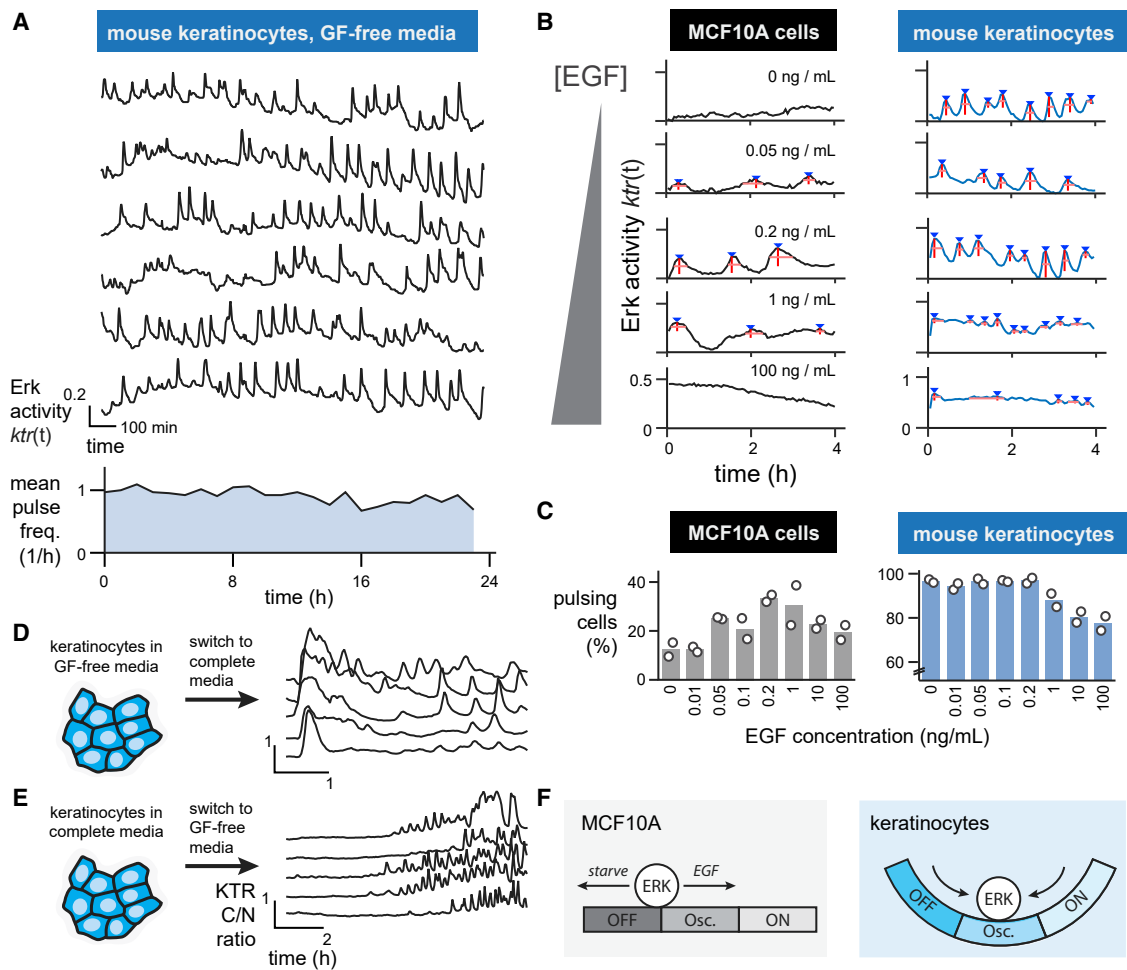 A
mouse keratinocytes, GF-free media
Erk
activity
ktr(t)
0.2
100 min
time
mean
pulse
freq.
(1/h)
1
0
0
8
16
24
time (h)
B
MCF10A cells
mouse keratinocytes
[EGF]
Erk activity ktr(t)
0 ng / mL
0.05 ng / mL
0.2 ng / mL
1 ng / mL
100 ng / mL
0.5
0
0
2
4
1
0
0
2
4
time (h)
C
MCF10A cells
mouse keratinocytes
pulsing
cells
(%)
40
20
0
0
0.01
0.05
0.1
0.2
1
10
100
100
80
60
0
0.01
0.05
0.1
0.2
1
10
100
EGF concentration (ng/mL)
D
keratinocytes in
GF-free media
switch to
complete
media
1
1
E
keratinocytes in
complete media
switch to
GF-free
media
KTR
C/N
ratio
1
2
time (h)
F
MCF10A
starve
ERK
EGF
OFF
Osc.
ON
keratinocytes
ERK
OFF
Osc.
ON